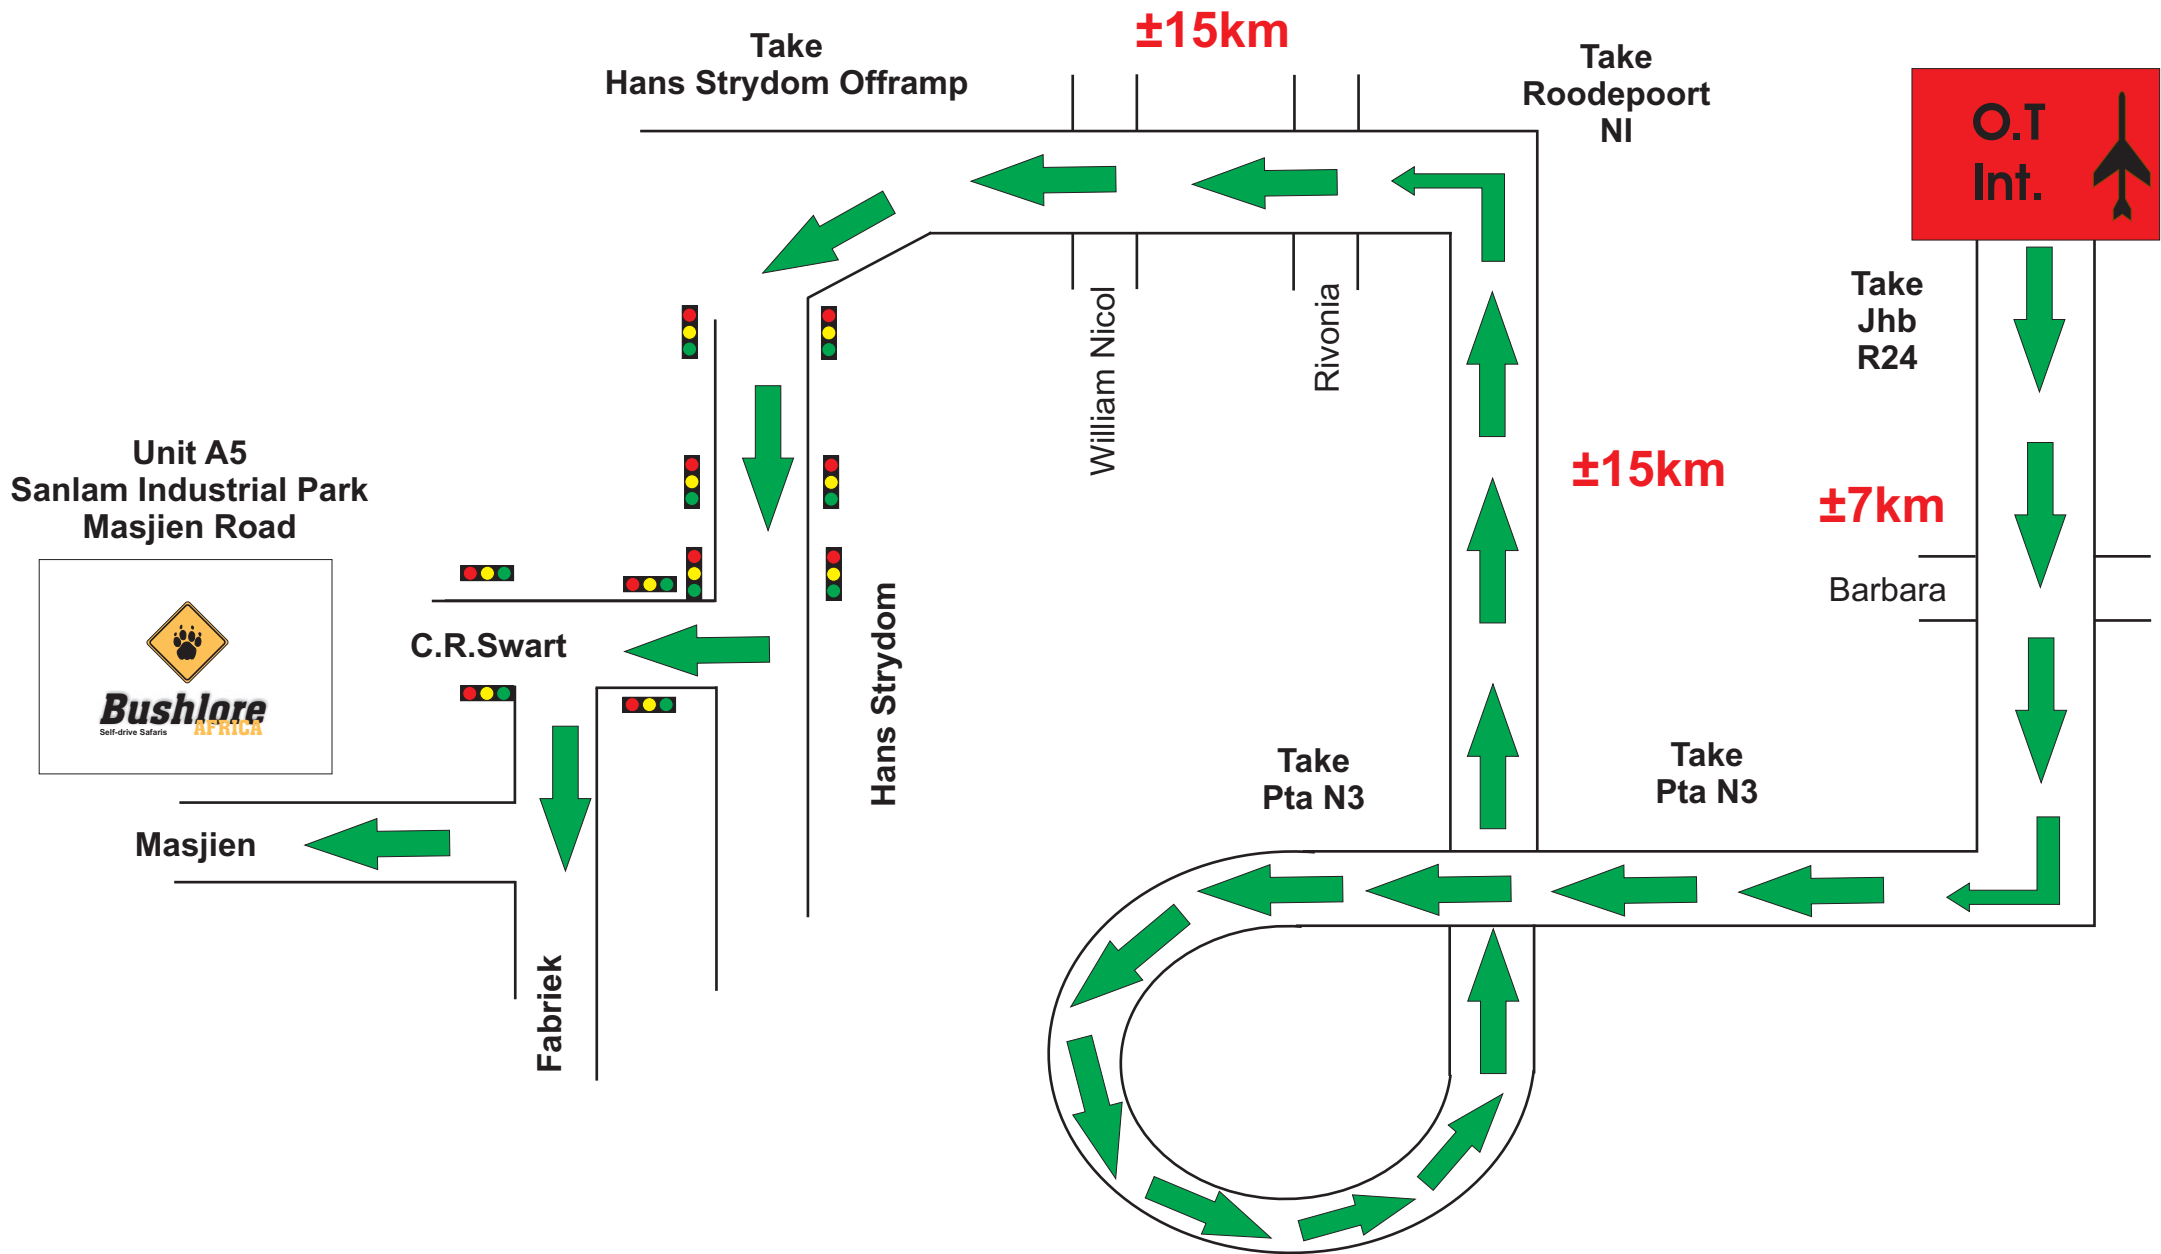 ±15km
Take
Hans Strydom Offramp
Take
Roodepoort
NI
O.T
Int.
Take
Jhb
R24
William Nicol
Rivonia
±15km
±7km
Barbara
Unit A5
Sanlam Industrial Park
Masjien Road
Bushlore
AFRICA
Self-drive Safaris
C.R.Swart
Hans Strydom
Take
Pta N3
Take
Pta N3
Masjien
Fabriek